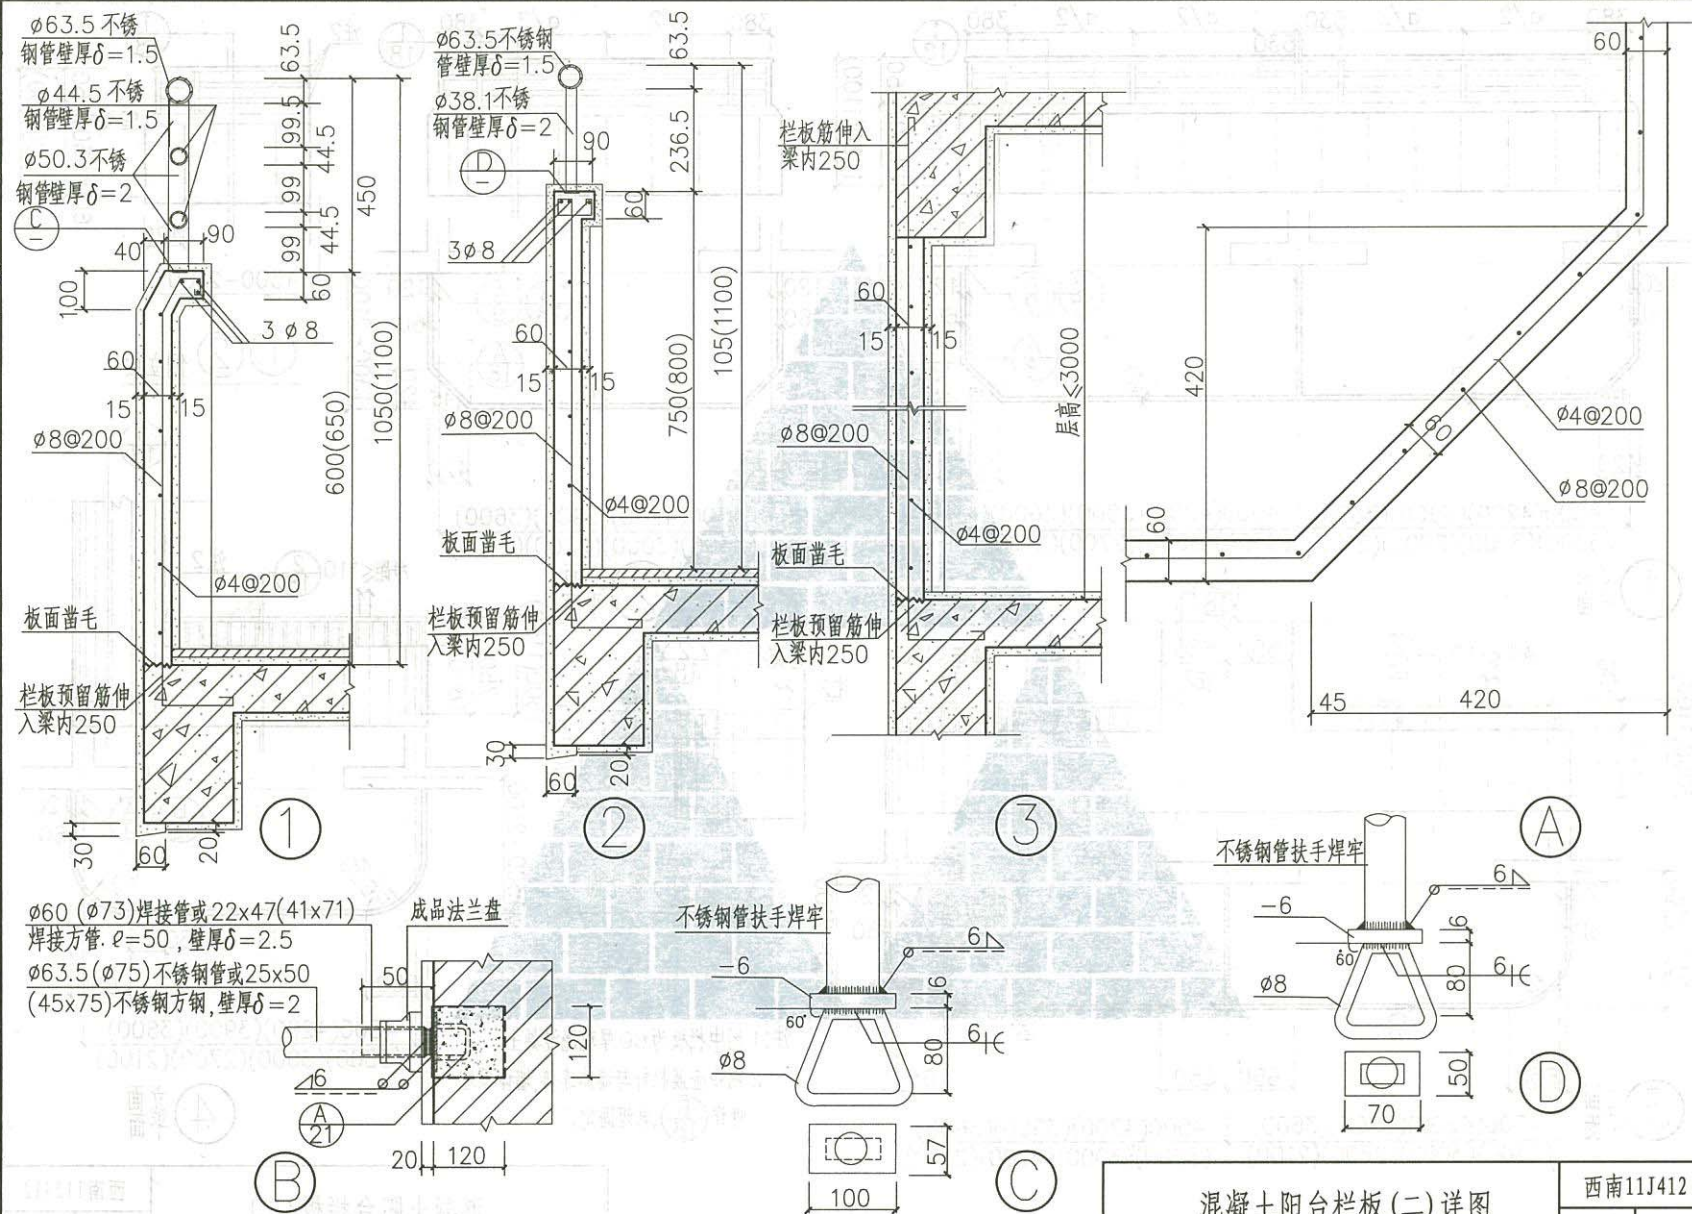 ø63.5 不锈
钢管壁厚δ=1.5
ø44.5 不锈
钢管壁厚δ=1.5
ø50.3不锈
钢管壁厚δ=2
C
—
40
90
100
63.5
99.5
44.5
99
44.5
99
60
450
3ø8
60
15
15
ø8@200
600(650)
1050(1100)
ø4@200
板面凿毛
栏板预留筋伸
入梁内250
30
60
20
1
ø63.5不锈钢
管壁厚δ=1.5
ø38.1不锈
钢管壁厚δ=2
D
—
90
63.5
236.5
60
3ø8
60
15
15
ø8@200
750(800)
105(1100)
ø4@200
板面凿毛
栏板预留筋伸
入梁内250
30
60
20
2
栏板筋伸入
梁内250
60
15
15
层高≤3000
ø8@200
ø4@200
板面凿毛
栏板预留筋伸
入梁内250
3
60
420
60
ø4@200
ø8@200
60
45
420
A
ø60 (ø73)焊接管或22x47(41x71)
焊接方管. ℓ=50,壁厚δ=2.5
ø63.5(ø75)不锈钢管或25x50
(45x75)不锈钢方钢,壁厚δ=2
成品法兰盘
50
120
6
A
21
20
120
B
不锈钢管扶手焊牢
6
-6
6
60°
80
6
ø8
57
100
C
不锈钢管扶手焊牢
6
-6
6
60°
80
6
ø8
50
70
D
混凝土阳台栏板(二)详图
西南11J412